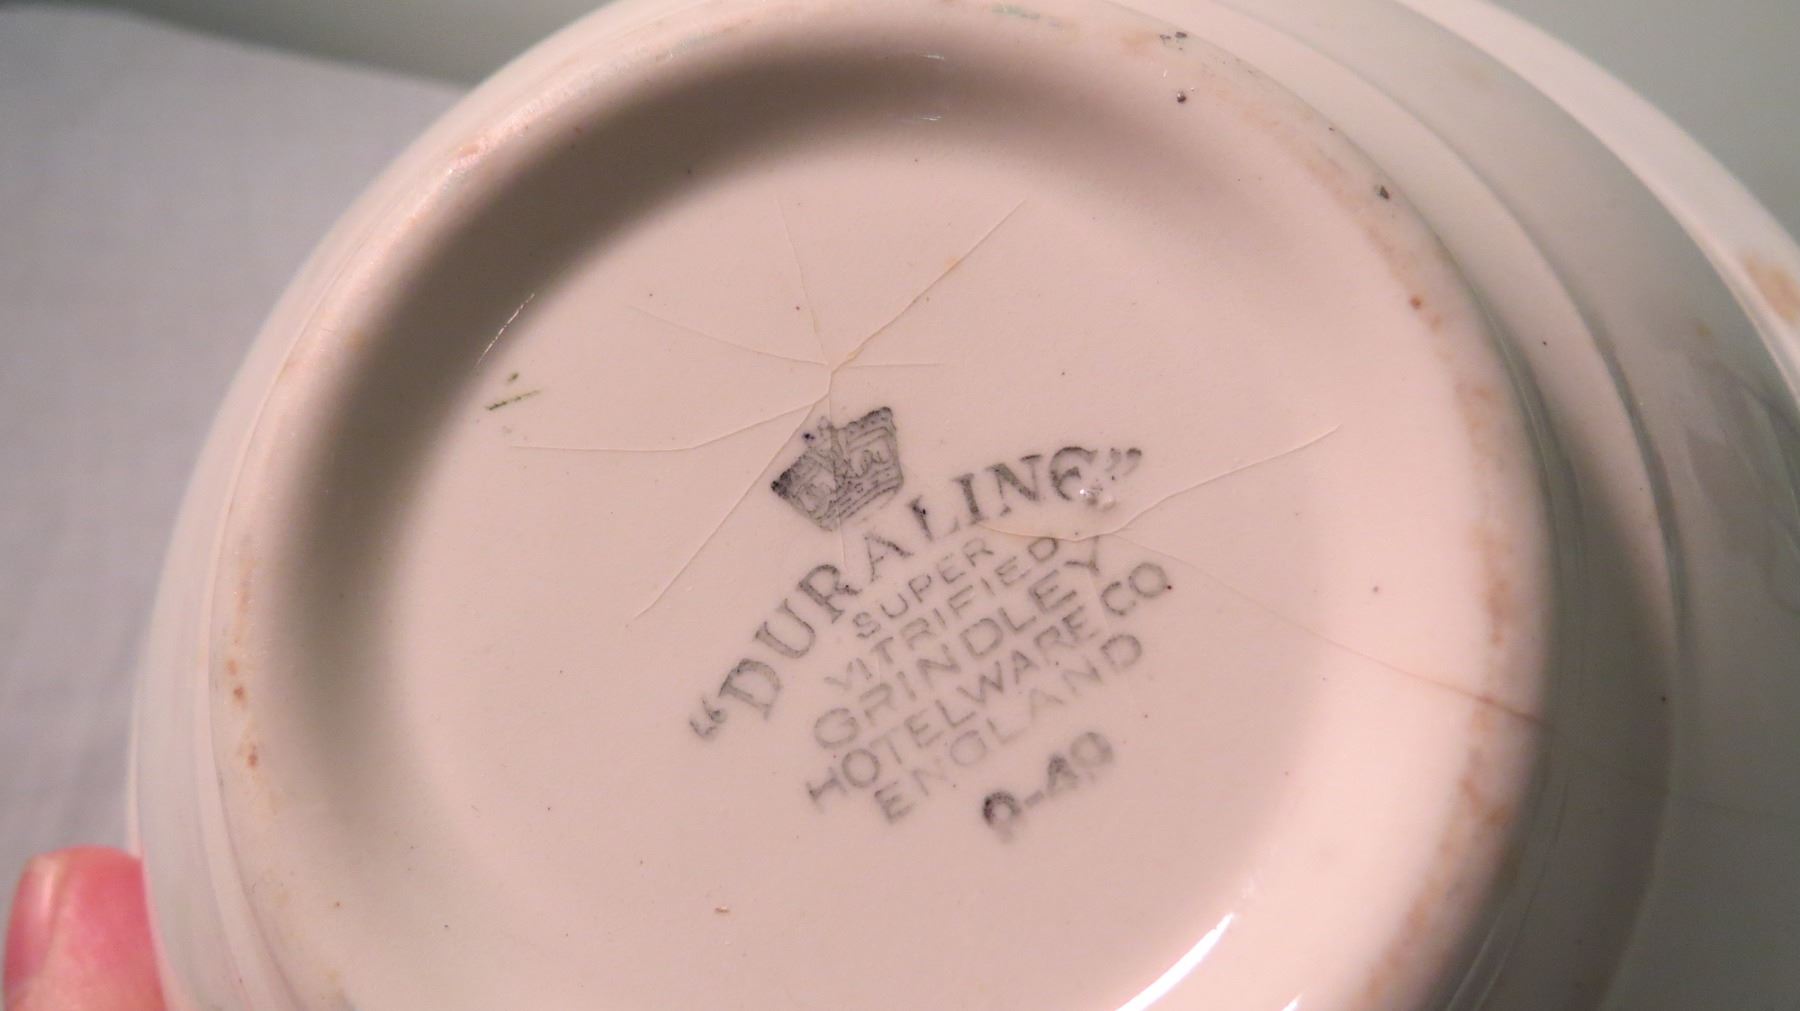 "DURALINE"
SUPER
VITRIFIED
GRINDLEY
HOTELWARE CO
ENGLAND